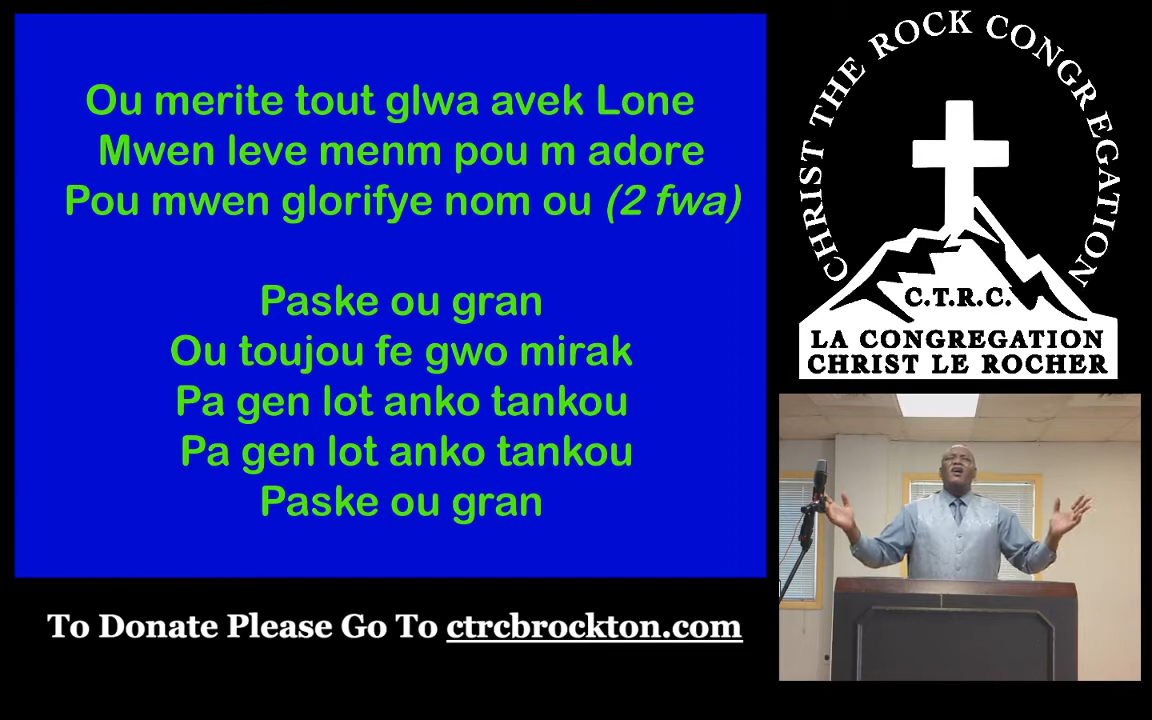 Ou merite tout glwa avek Lone
Mwen leve menm pou m adore
Pou mwen glorifye nom ou (2 fwa)
Paske ou gran
Ou toujou fe gwo mirak
Pa gen lot anko tankou
Pa gen lot anko tankou
Paske ou gran
To Donate Please Go To ctrcbrockton.com
CHRIST THE ROCK CONGREGATION
C.T.R.C.
LA CONGREGATION
CHRIST LE ROCHER